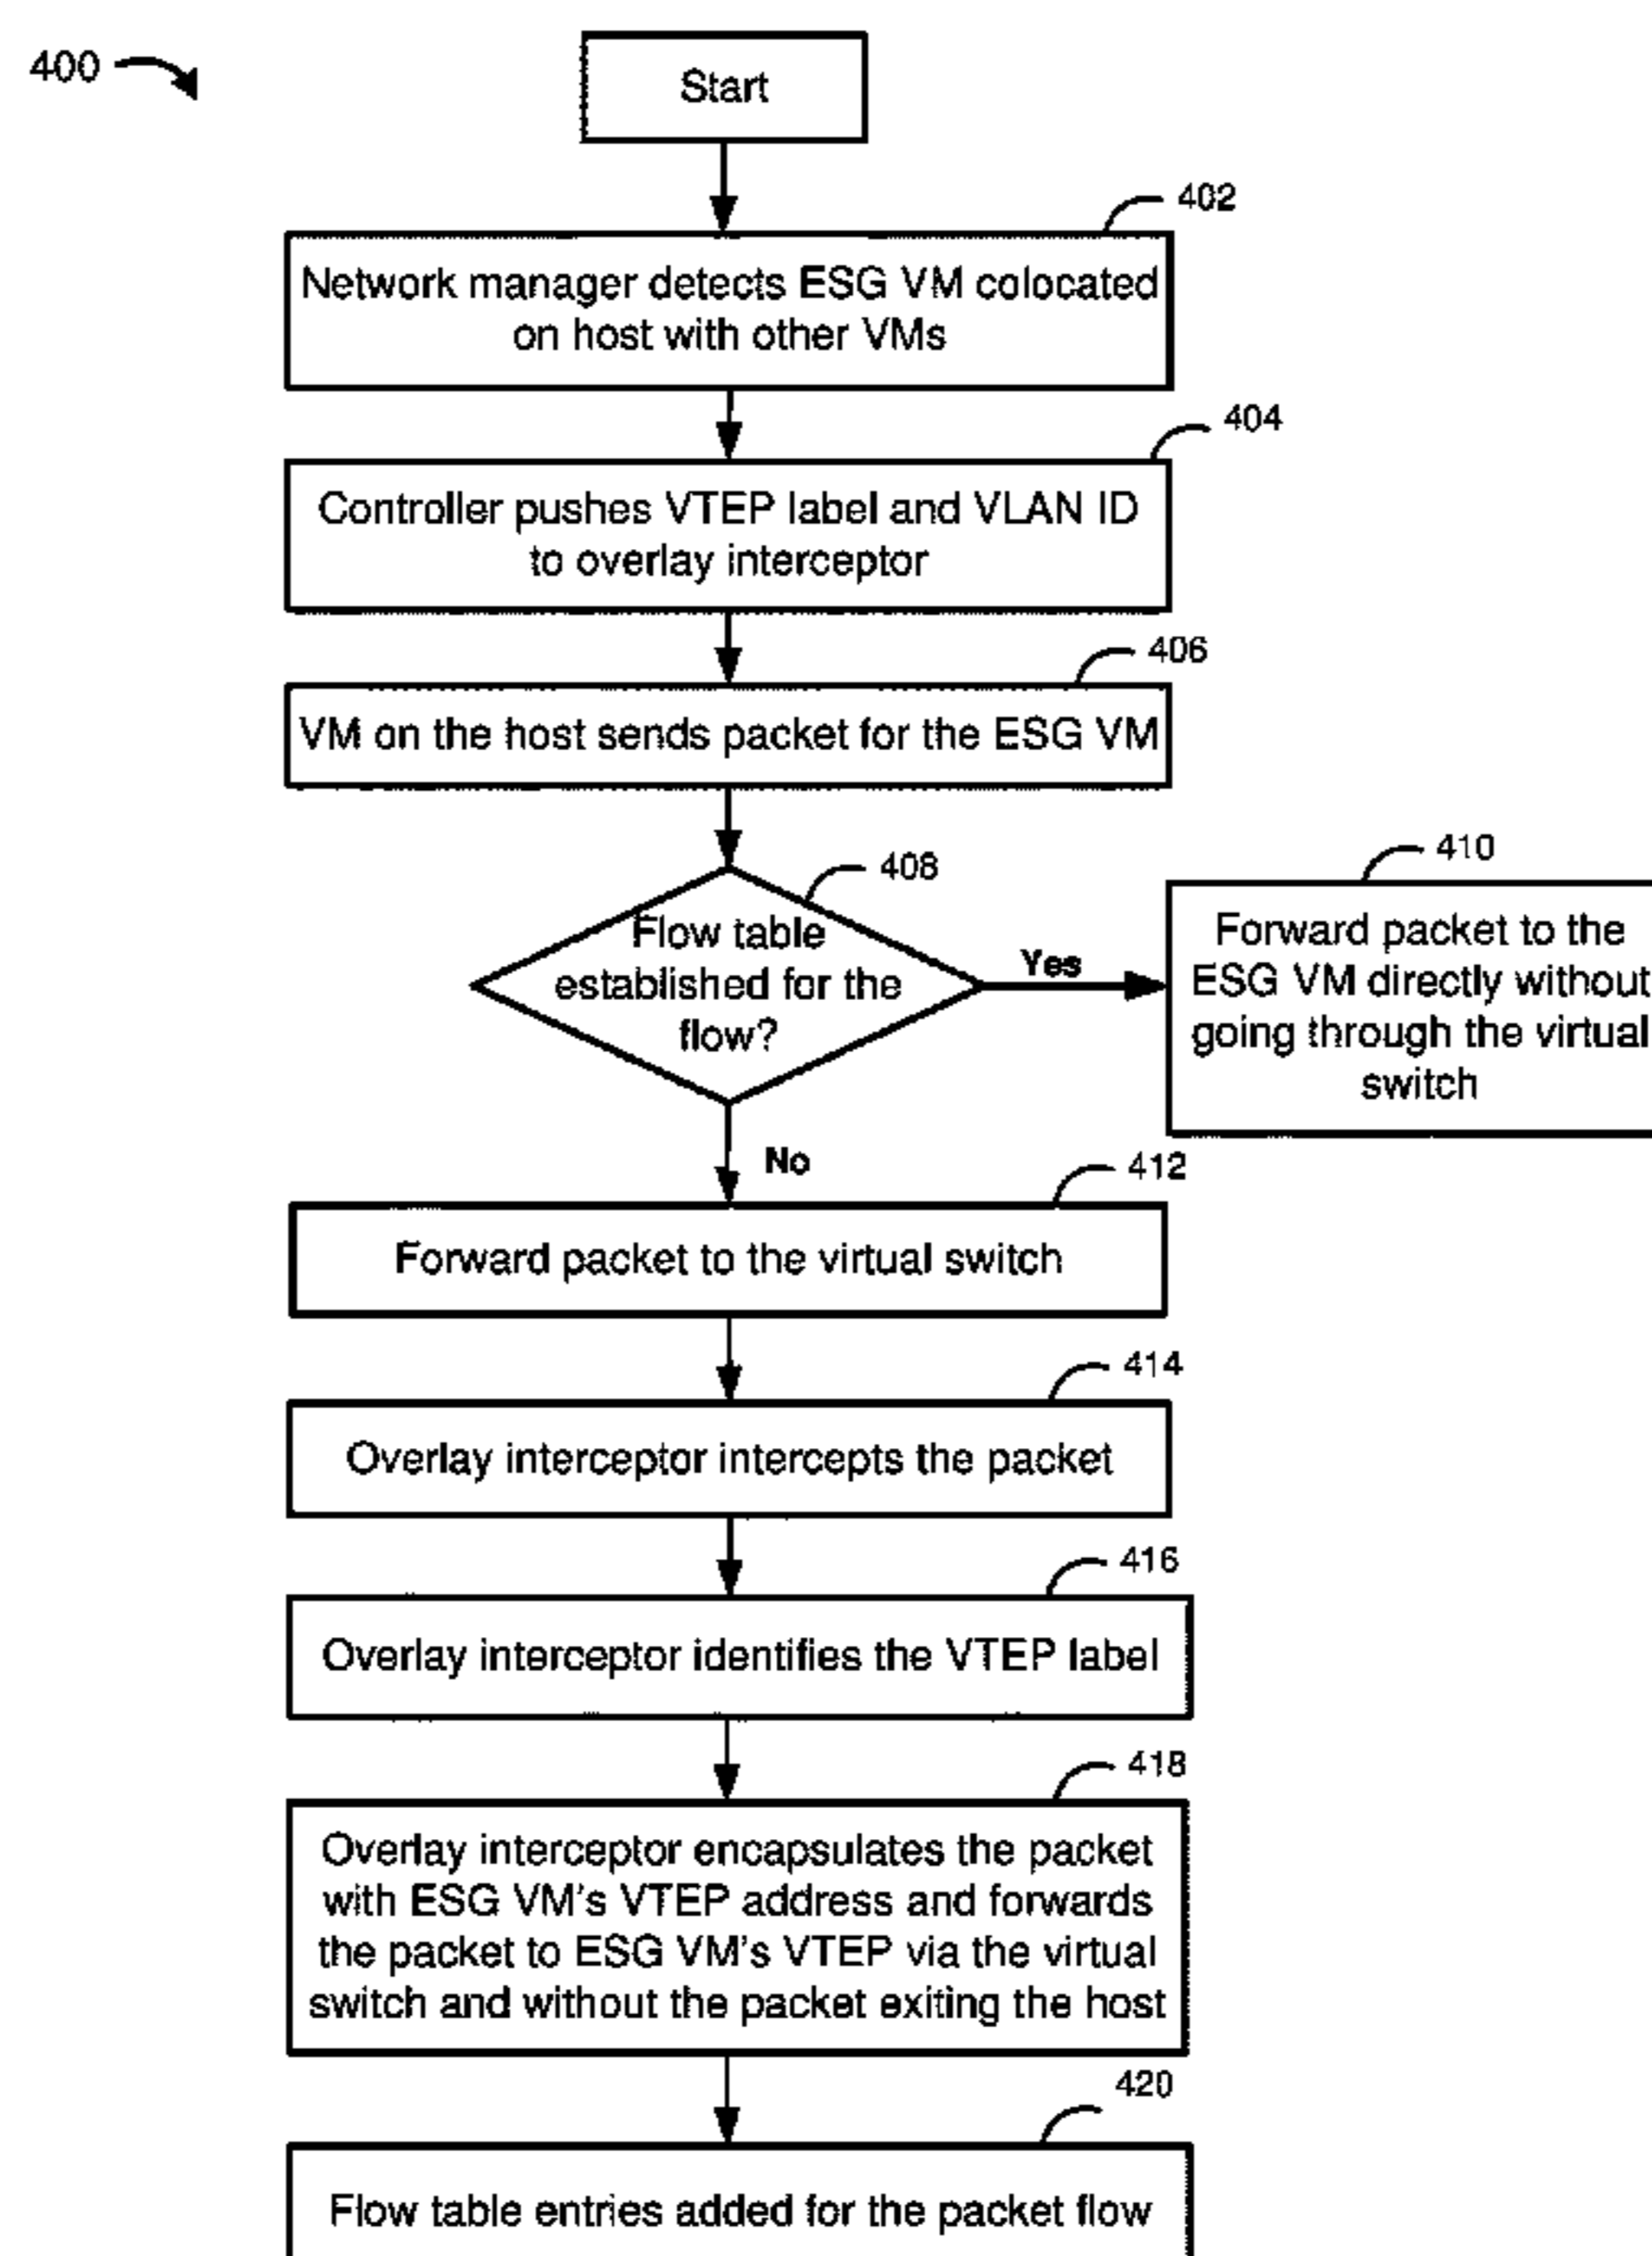 400
Start
402
Network manager detects ESG VM colocated
on host with other VMs
404
Controller pushes VTEP label and VLAN ID
to overlay interceptor
406
VM on the host sends packet for the ESG VM
408
Flow table
established for the
flow?
Yes
410
Forward packet to the
ESG VM directly without
going through the virtual
switch
No
412
Forward packet to the virtual switch
414
Overlay interceptor intercepts the packet
416
Overlay interceptor identifies the VTEP label
418
Overlay interceptor encapsulates the packet
with ESG VM's VTEP address and forwards
the packet to ESG VM's VTEP via the virtual
switch and without the packet exiting the host
420
Flow table entries added for the packet flow